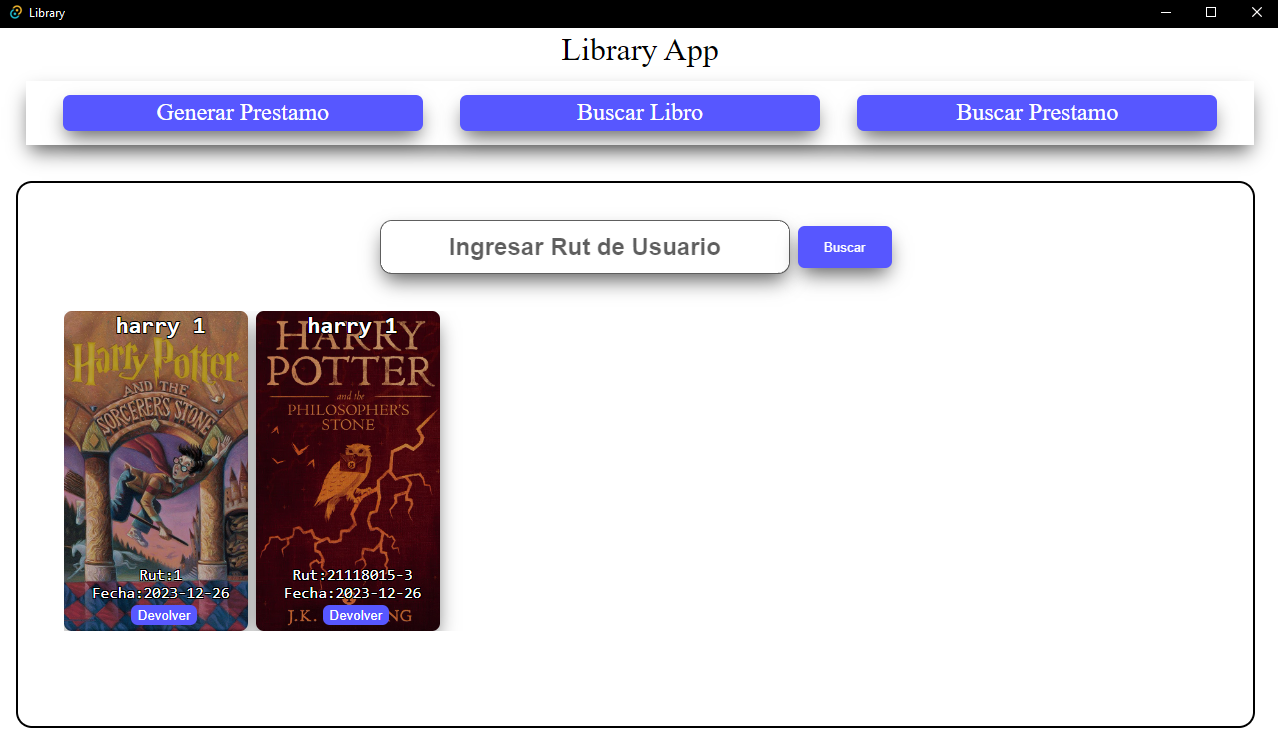 Library
Library App
Generar Prestamo
Buscar Libro
Buscar Prestamo
Ingresar Rut de Usuario
Buscar
harry 1
Harry Potter
AND THE
SORCERER'S STONE
Rut:1
Fecha:2023-12-26
Devolver
harry 1
HARRY
POTTER
and the
PHILOSOPHER'S
STONE
Rut:21118015-3
Fecha:2023-12-26
J.K.
Devolver